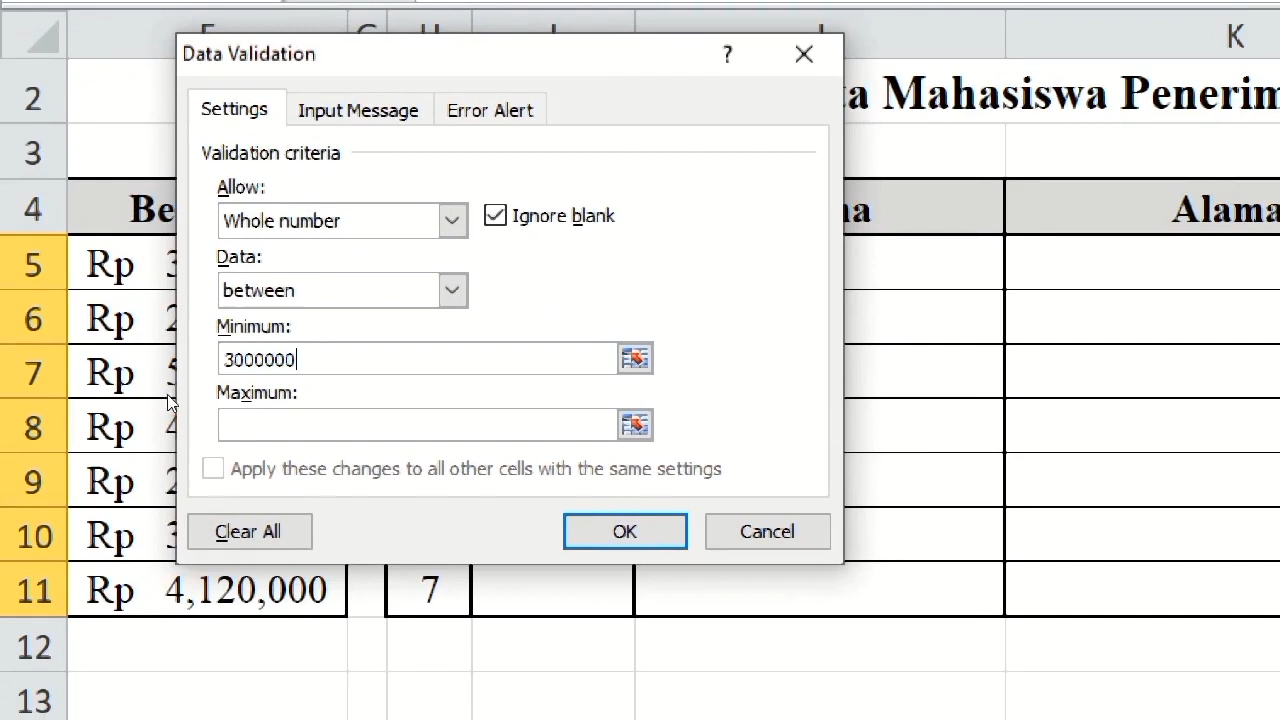 K
Data Validation
?
Settings
Input Message
Error Alert
Validation criteria
Allow:
Whole number
Ignore blank
Data:
between
Minimum:
3000000
Maximum:
Apply these changes to all other cells with the same settings
Clear All
OK
Cancel
2 Mahasiswa
3
4
5 Rp
6 Rp
7 Rp
8 Rp
9 Rp
10 Rp
11 Rp 4,120,000 7
12
13